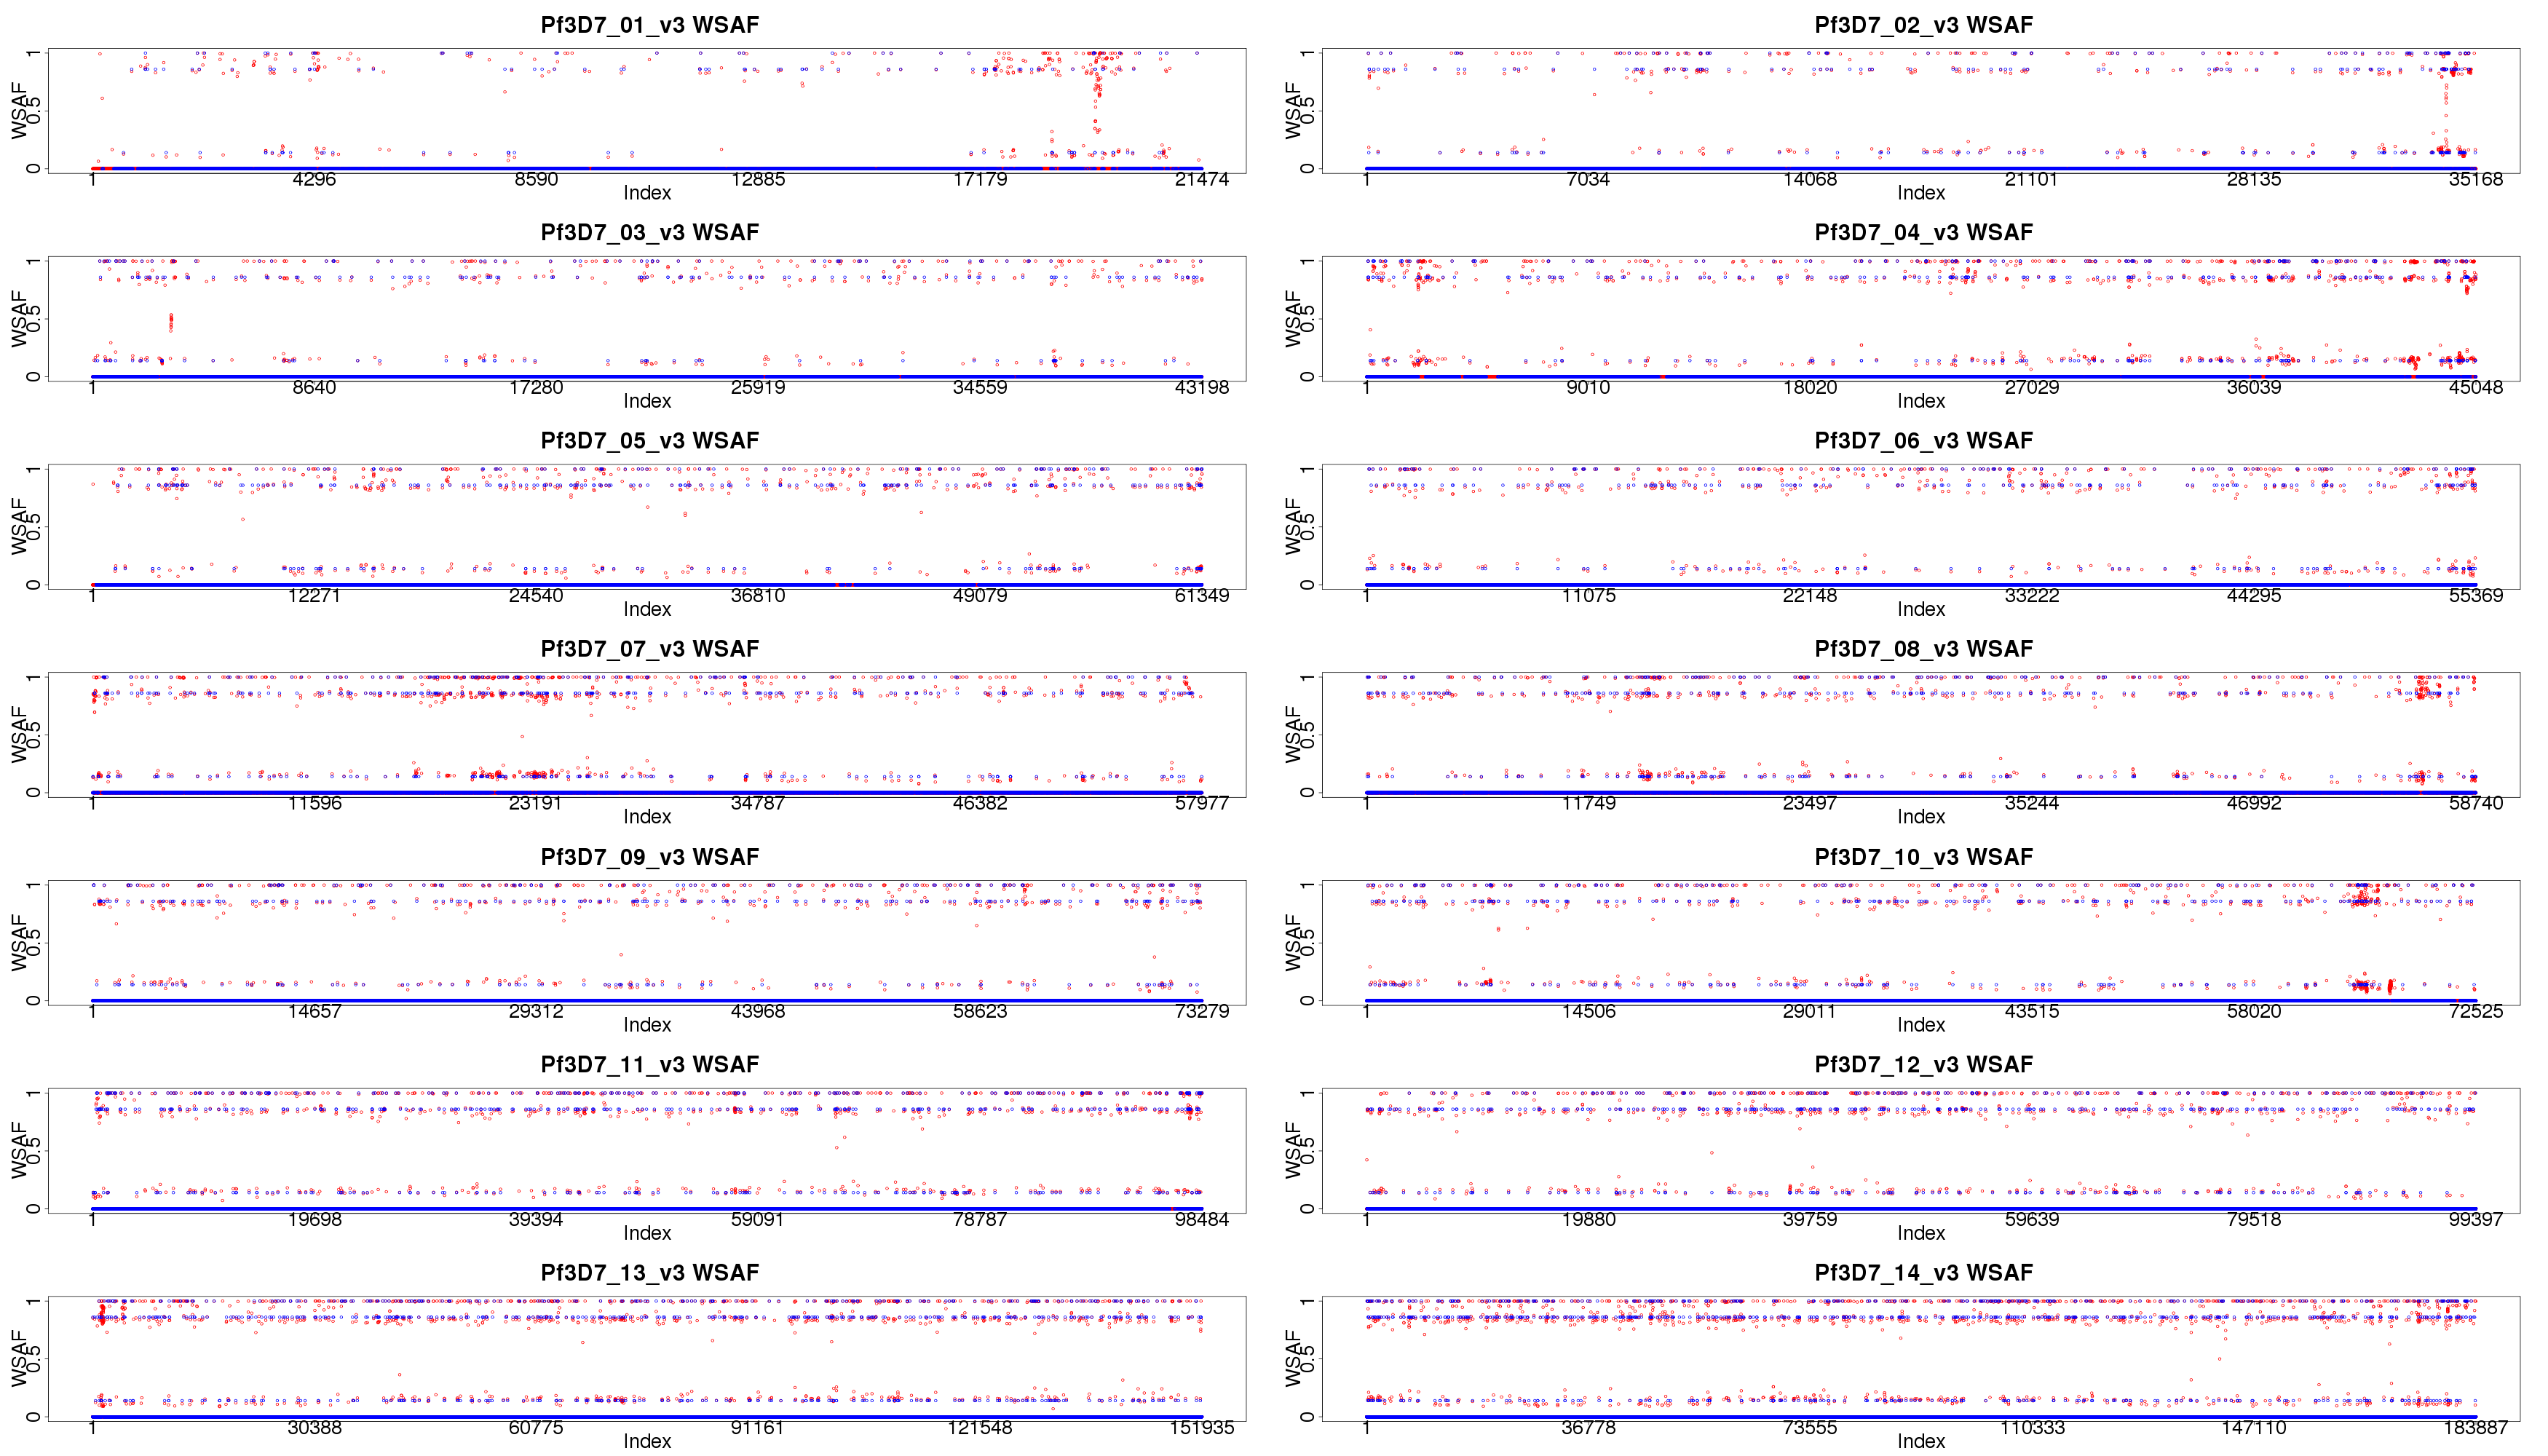 Pf3D7_01_v3 WSAF
WSAF
1
0.5
0
1 4296 8590 12885 17179 21474
Index
Pf3D7_02_v3 WSAF
WSAF
1
0.5
0
1 7034 14068 21101 28135 35168
Index
Pf3D7_03_v3 WSAF
WSAF
1
0.5
0
1 8640 17280 25919 34559 43198
Index
Pf3D7_04_v3 WSAF
WSAF
1
0.5
0
1 9010 18020 27029 36039 45048
Index
Pf3D7_05_v3 WSAF
WSAF
1
0.5
0
1 12271 24540 36810 49079 61349
Index
Pf3D7_06_v3 WSAF
WSAF
1
0.5
0
1 11075 22148 33222 44295 55369
Index
Pf3D7_07_v3 WSAF
WSAF
1
0.5
0
1 11596 23191 34787 46382 57977
Index
Pf3D7_08_v3 WSAF
WSAF
1
0.5
0
1 11749 23497 35244 46992 58740
Index
Pf3D7_09_v3 WSAF
WSAF
1
0.5
0
1 14657 29312 43968 58623 73279
Index
Pf3D7_10_v3 WSAF
WSAF
1
0.5
0
1 14506 29011 43515 58020 72525
Index
Pf3D7_11_v3 WSAF
WSAF
1
0.5
0
1 19698 39394 59091 78787 98484
Index
Pf3D7_12_v3 WSAF
WSAF
1
0.5
0
1 19880 39759 59639 79518 99397
Index
Pf3D7_13_v3 WSAF
WSAF
1
0.5
0
1 30388 60775 91161 121548 151935
Index
Pf3D7_14_v3 WSAF
WSAF
1
0.5
0
1 36778 73555 110333 147110 183887
Index